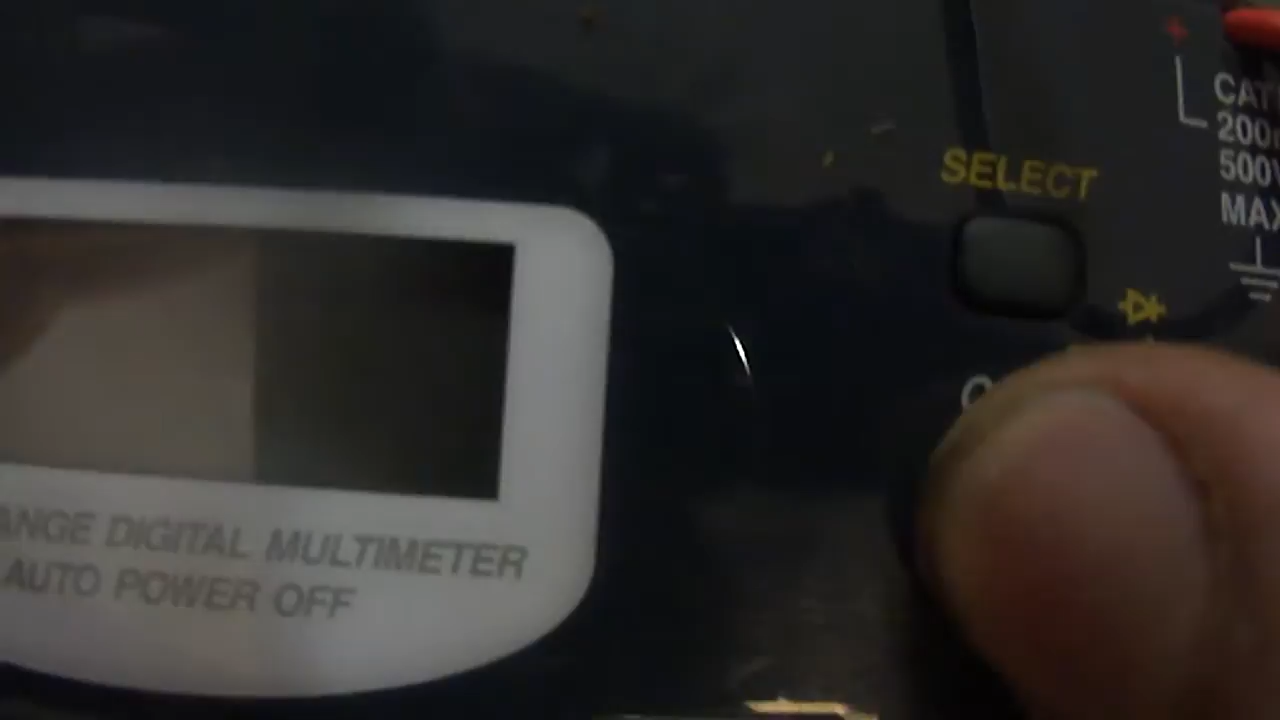 SELECT
+
500V
MAX
ANGE DIGITAL MULTIMETER
AUTO POWER OFF